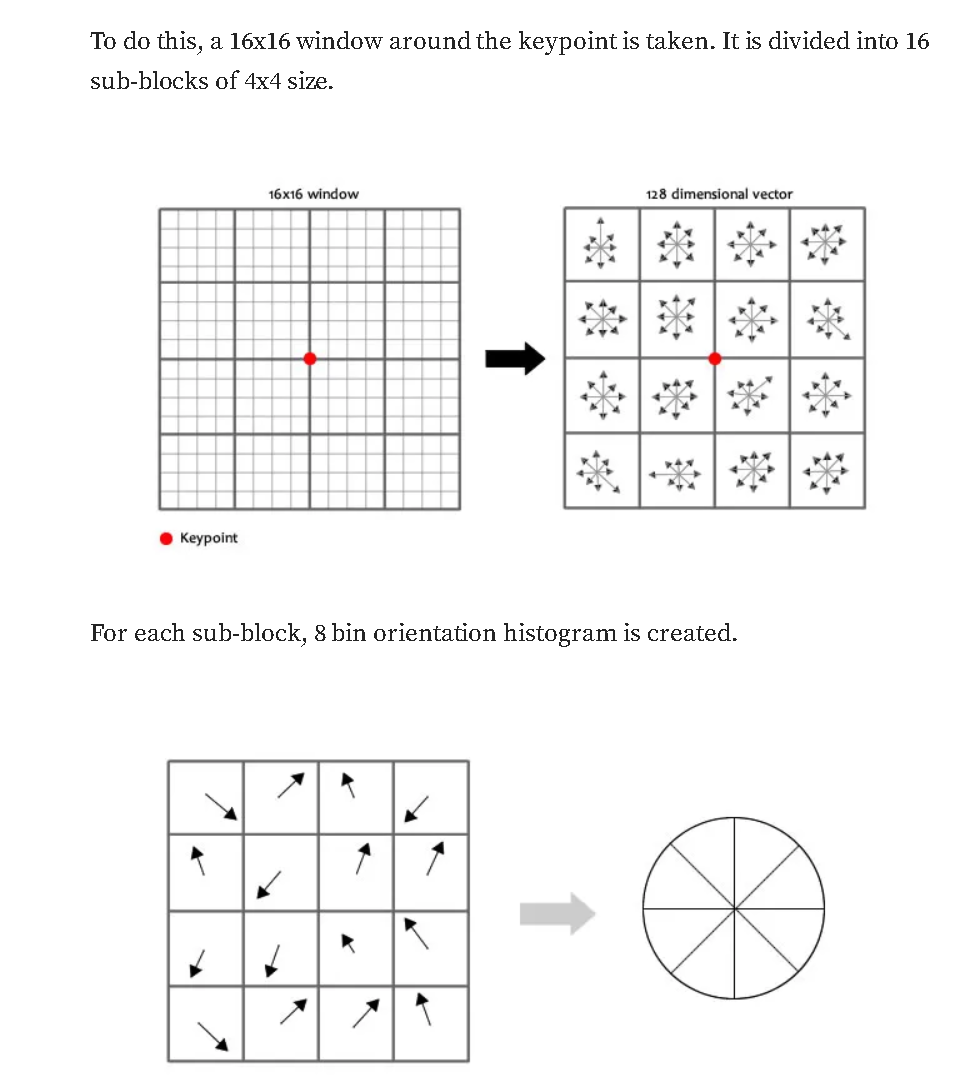 To do this, a 16x16 window around the keypoint is taken. It is divided into 16
sub-blocks of 4x4 size.
16x16 window
128 dimensional vector
Keypoint
For each sub-block, 8 bin orientation histogram is created.